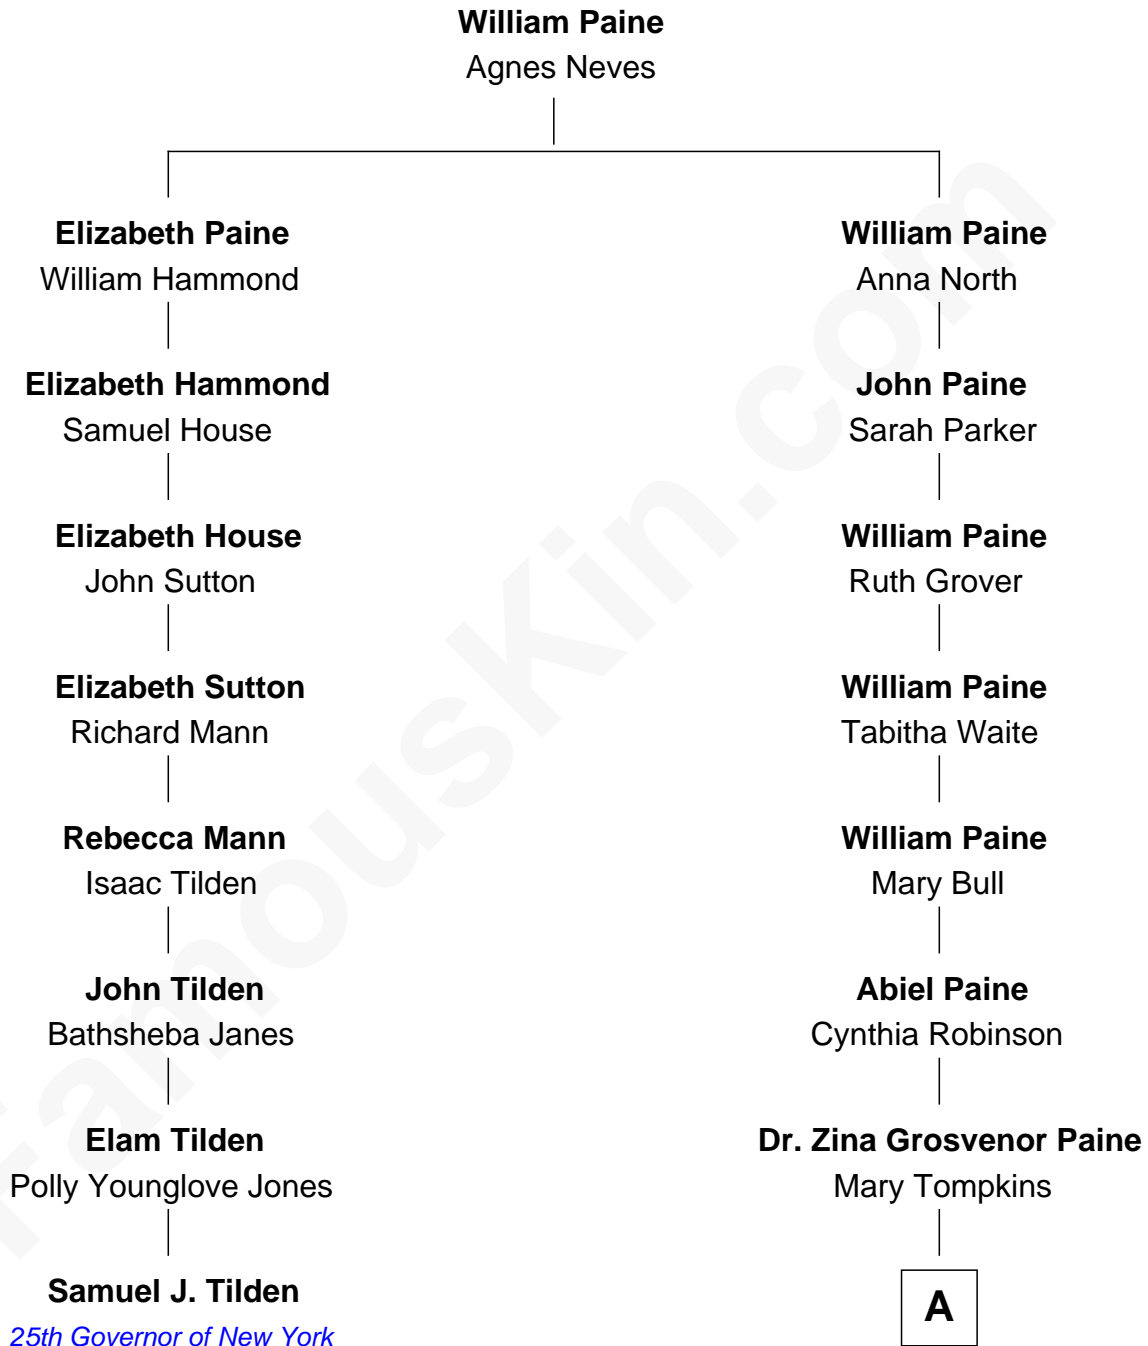 William Paine
Agnes Neves
Elizabeth Paine
William Hammond
William Paine
Anna North
Elizabeth Hammond
Samuel House
John Paine
Sarah Parker
Elizabeth House
John Sutton
William Paine
Ruth Grover
Elizabeth Sutton
Richard Mann
William Paine
Tabitha Waite
Rebecca Mann
Isaac Tilden
William Paine
Mary Bull
John Tilden
Bathsheba Janes
Abiel Paine
Cynthia Robinson
Elam Tilden
Polly Younglove Jones
Dr. Zina Grosvenor Paine
Mary Tompkins
Samuel J. Tilden
25th Governor of New York
A
FamousKin.com